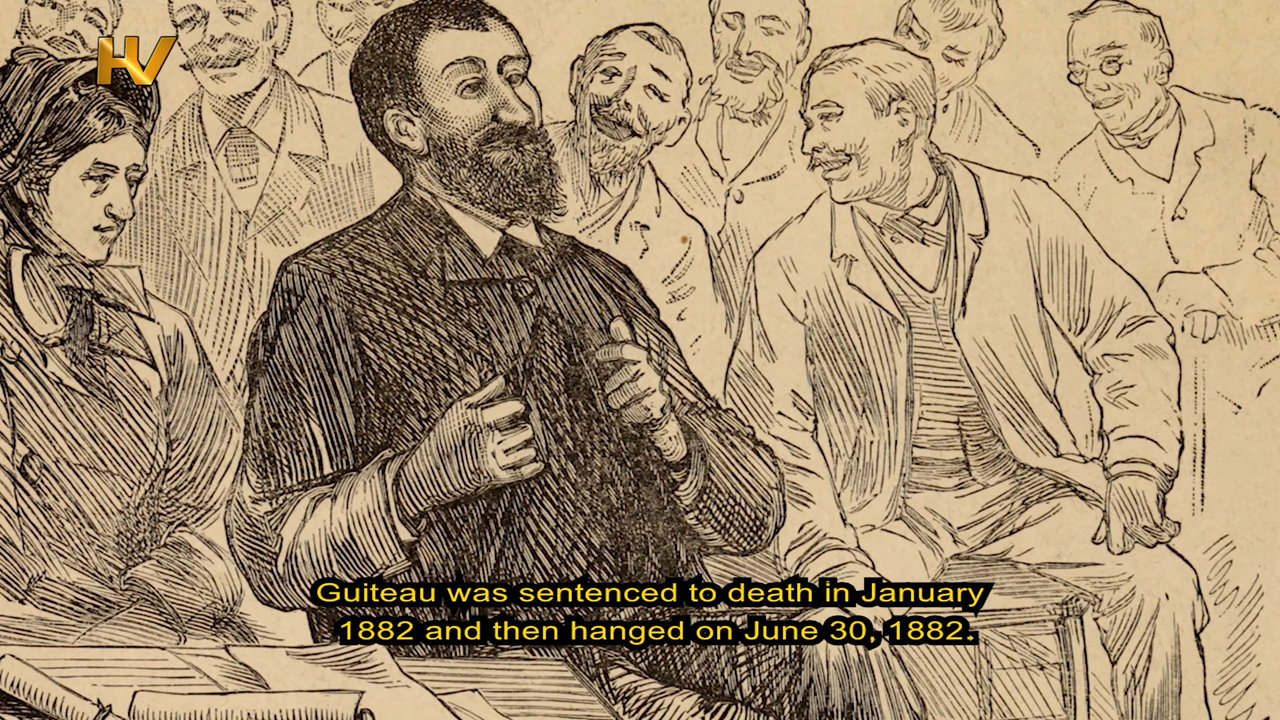 HV
Guiteau was sentenced to death in January
1882 and then hanged on June 30, 1882.